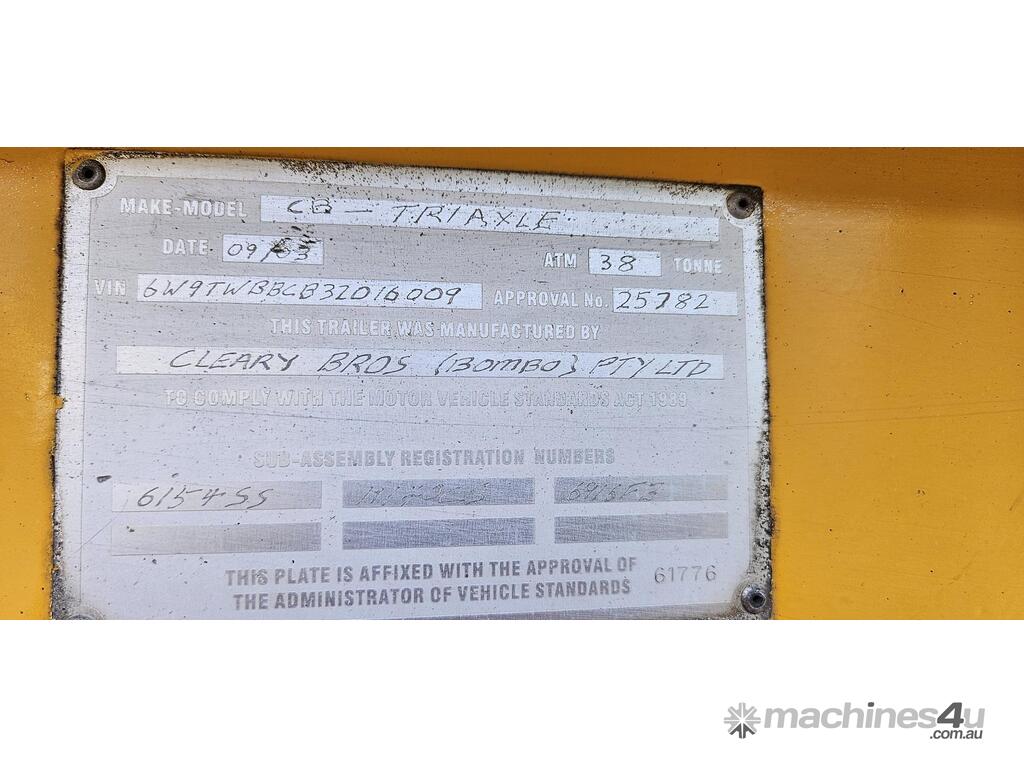 MAKE-MODEL CB - TRIAXLE
DATE 09/03 ATM 38 TONNE
VIN 6W9TWBBCB32016009 APPROVAL No. 25782
THIS TRAILER WAS MANUFACTURED BY
CLEARY BROS (BOMBO) PTY LTD
TO COMPLY WITH THE MOTOR VEHICLE STANDARDS ACT 1989
SUB-ASSEMBLY REGISTRATION NUMBERS
6154SS
THIS PLATE IS AFFIXED WITH THE APPROVAL OF
THE ADMINISTRATOR OF VEHICLE STANDARDS 61776
machines4u
.com.au